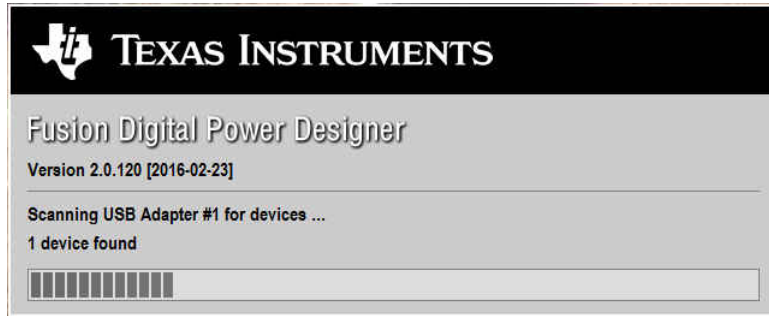 TEXAS INSTRUMENTS
Fusion Digital Power Designer
Version 2.0.120 [2016-02-23]
Scanning USB Adapter #1 for devices ...
1 device found